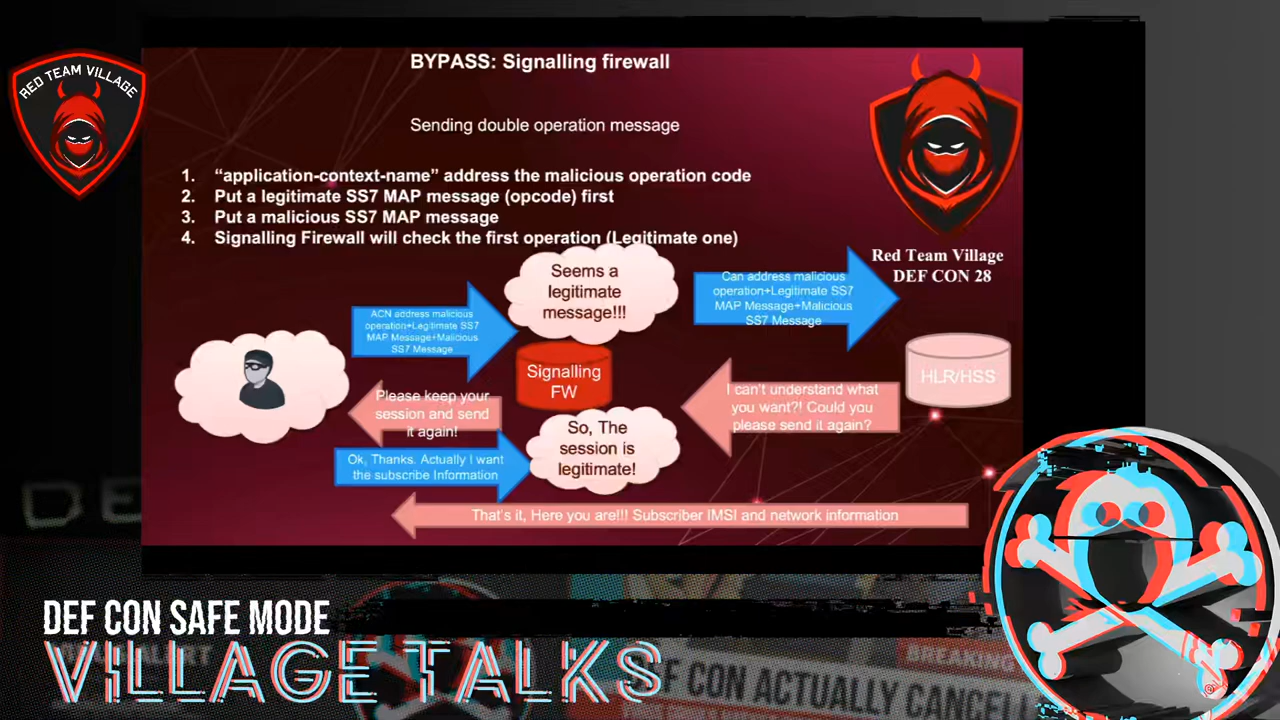 RED TEAM VILLAGE
BYPASS: Signalling firewall
Sending double operation message
1. “application-context-name” address the malicious operation code
2. Put a legitimate SS7 MAP message (opcode) first
3. Put a malicious SS7 MAP message
4. Signalling Firewall will check the first operation (Legitimate one)
Red Team Village
DEF CON 28
Seems a
legitimate
message!!!
Can address malicious
operation+Legitimate SS7
MAP Message+Malicious
SS7 Message
ACN address malicious
operation+Legitimate SS7
MAP Message+Malicious
SS7 Message
Signalling
FW
HLR/HSS
Please keep your
session and send
it again!
I can't understand what
you want?! Could you
please send it again?
So, The
session is
legitimate!
Ok, Thanks. Actually I want
the subscribe Information
That's it, Here you are!!! Subscriber IMSI and network information
DEF CON SAFE MODE
VILLAGE TALKS
BREAKING
DEF CON ACTUALLY CANCEL